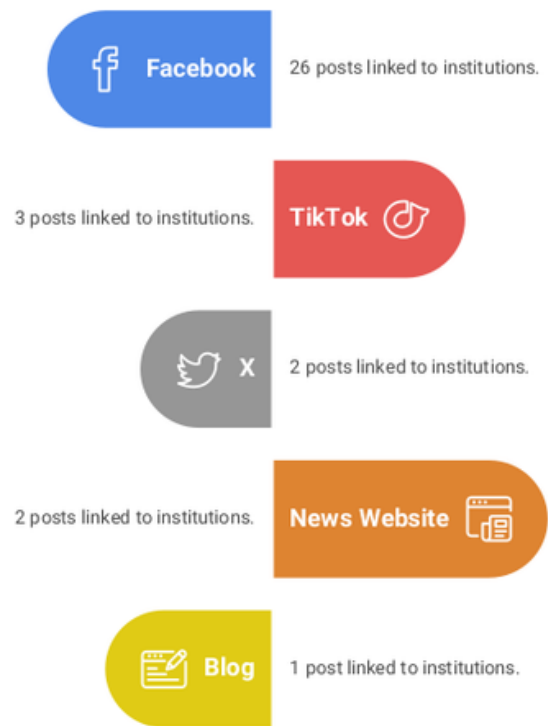 Facebook
26 posts linked to institutions.
3 posts linked to institutions.
TikTok
X
2 posts linked to institutions.
2 posts linked to institutions.
News Website
Blog
1 post linked to institutions.